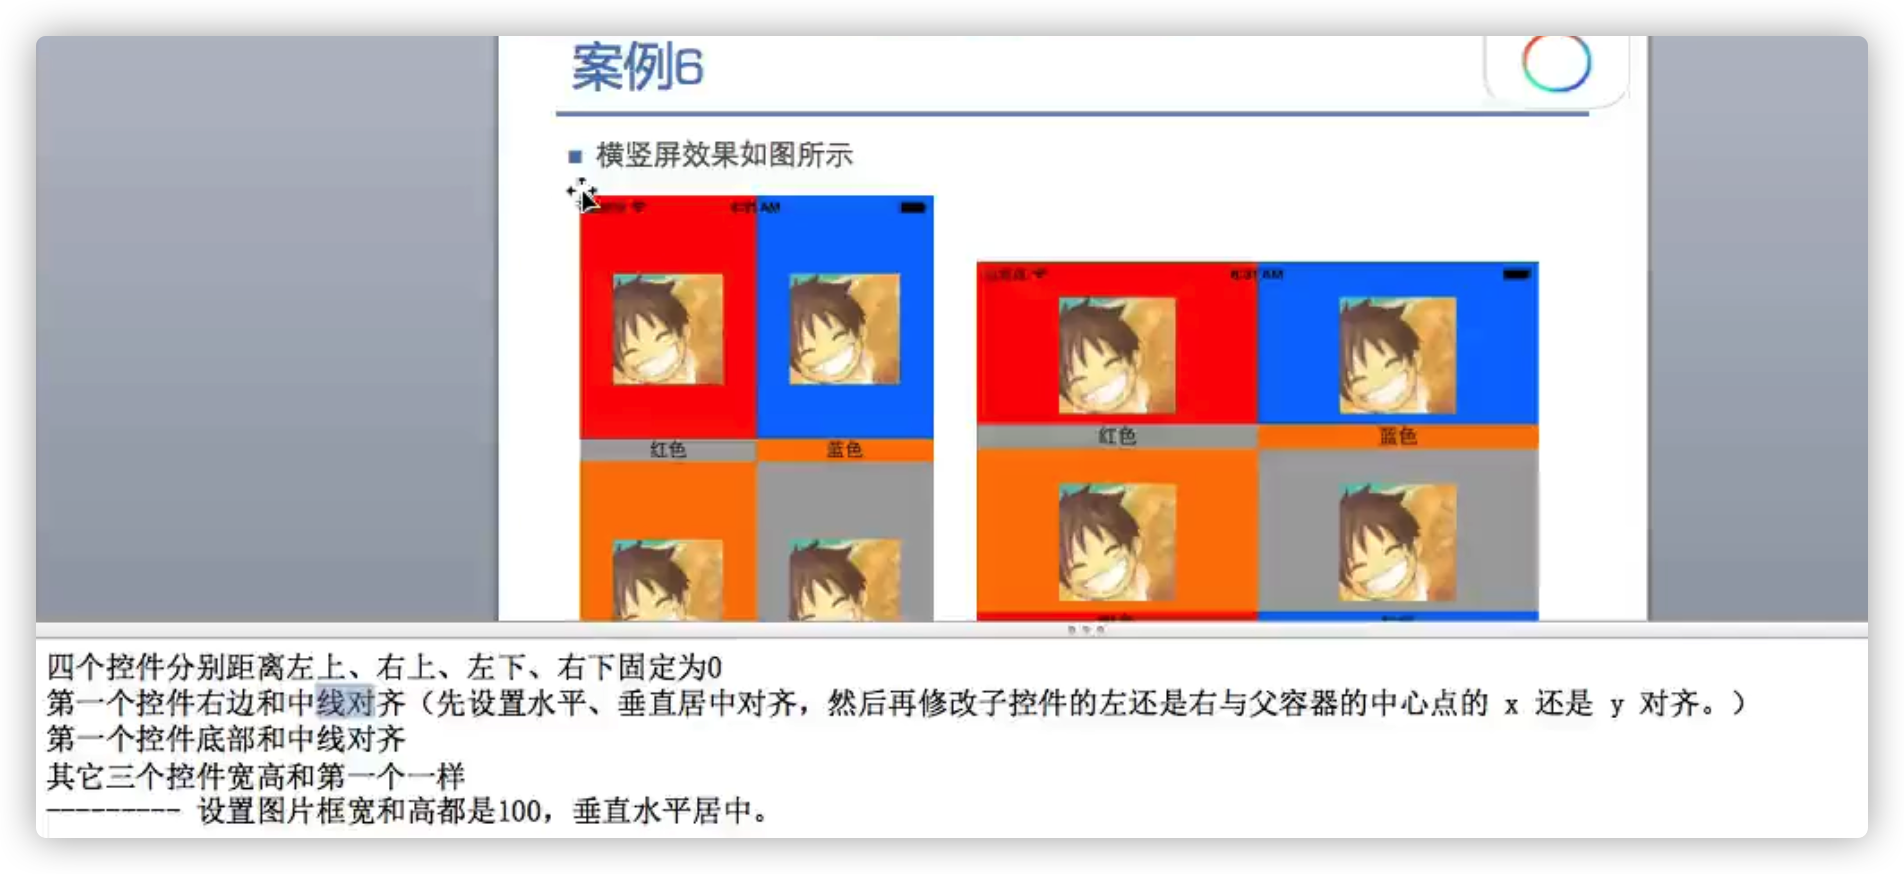 案例6
横竖屏效果如图所示
红色
蓝色
红色
蓝色
四个控件分别距离左上、右上、左下、右下固定为0
第一个控件右边和中线对齐（先设置水平、垂直居中对齐，然后再修改子控件的左还是右与父容器的中心点的 x 还是 y 对齐。）
第一个控件底部和中线对齐
其它三个控件宽高和第一个一样
--------- 设置图片框宽和高都是100，垂直水平居中。